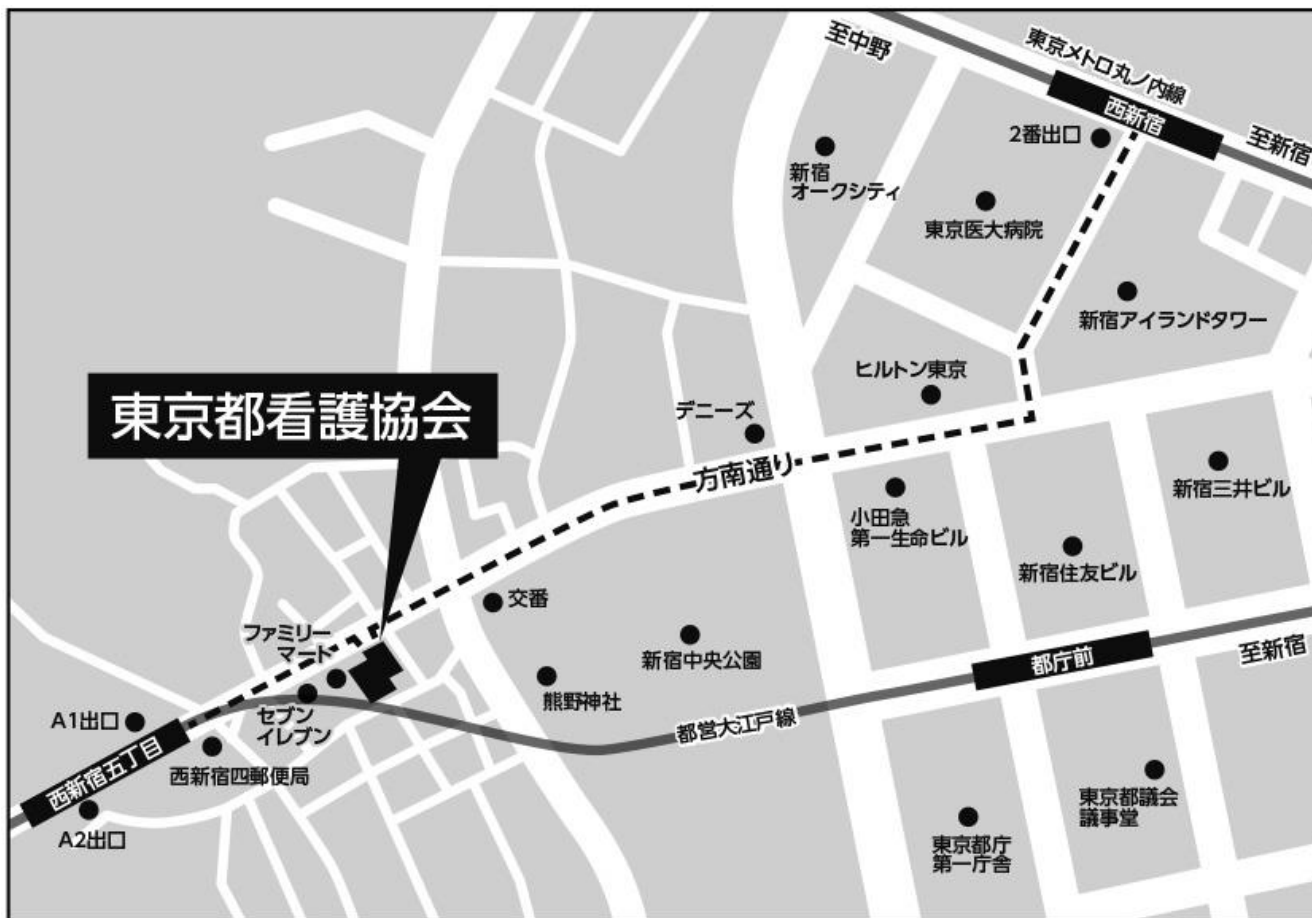 至中野
東京メトロ丸ノ内線
西新宿
至新宿
2番出口
新宿
オークシティ
東京医大病院
新宿アイランドタワー
ヒルトン東京
デニーズ
東京都看護協会
方南通り
新宿三井ビル
小田急
第一生命ビル
新宿住友ビル
交番
ファミリー
マート
新宿中央公園
都庁前
至新宿
熊野神社
セブン
イレブン
A1出口
都営大江戸線
西新宿五丁目
西新宿四郵便局
A2出口
東京都議会
議事堂
東京都庁
第一庁舎